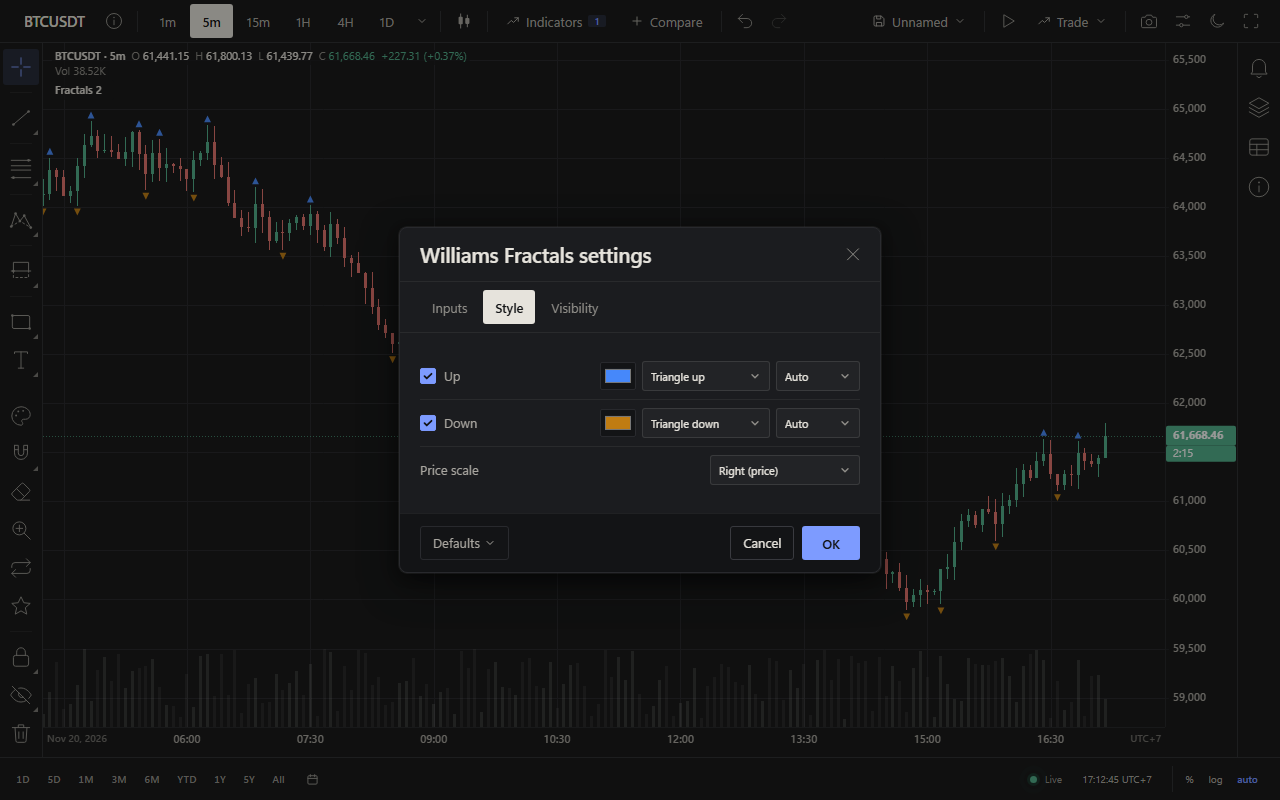 BTCUSDT 1m 5m 15m 1H 4H 1D Indicators 1 Compare Unnamed Trade
BTCUSDT · 5m O 61,441.15 H 61,800.13 L 61,439.77 C 61,668.46 +227.31 (+0.37%)
Vol 38.52K
Fractals 2
65,500
65,000
64,500
64,000
63,500
63,000
62,500
62,000
61,668.46
2:15
61,000
60,500
60,000
59,500
59,000
Williams Fractals settings
Inputs Style Visibility
Up Triangle up Auto
Down Triangle down Auto
Price scale Right (price)
Defaults Cancel OK
Nov 20, 2026 06:00 07:30 09:00 10:30 12:00 13:30 15:00 16:30 UTC+7
1D 5D 1M 3M 6M YTD 1Y 5Y All Live 17:12:45 UTC+7 % log auto